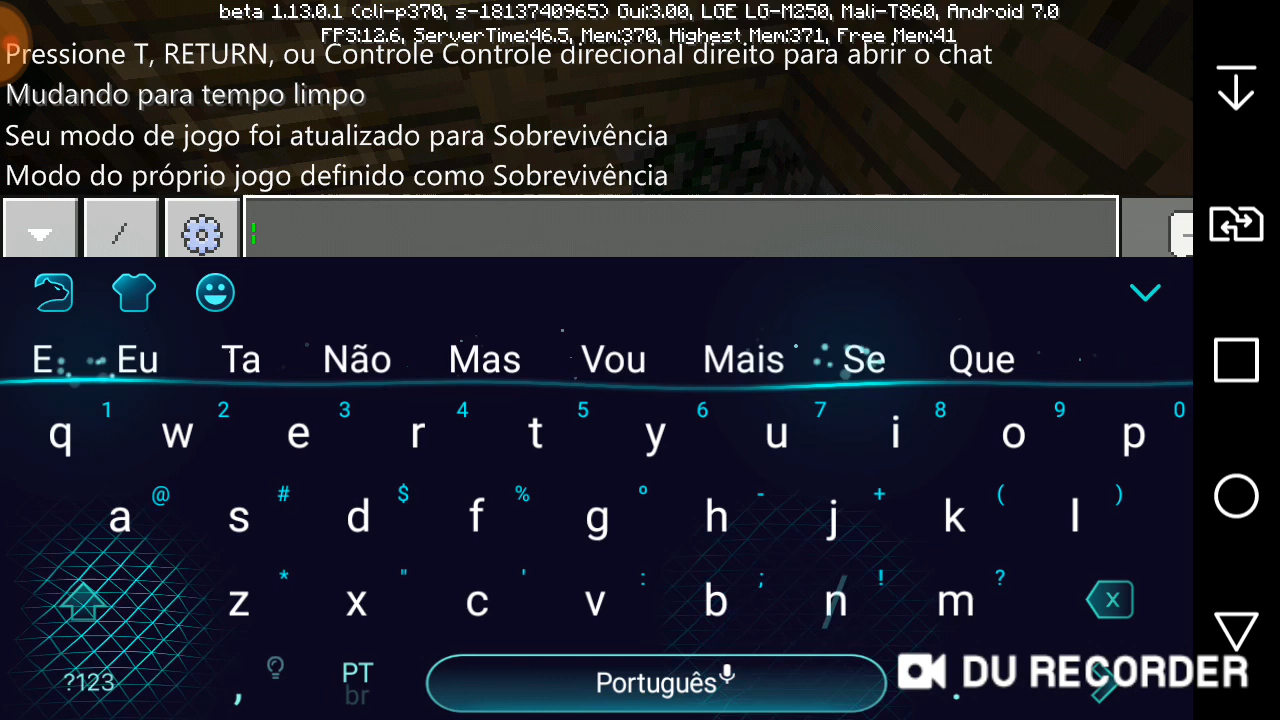 beta 1.13.0.1 (cli-p370, s-1813740965) Gui:3.00, LGE LG-M250, Mali-T860, Android 7.0
FPS:12.6, ServerTime:46.5, Mem:370, Highest Mem:371, Free Mem:41
Pressione T, RETURN, ou Controle Controle direcional direito para abrir o chat
Mudando para tempo limpo
Seu modo de jogo foi atualizado para Sobrevivência
Modo do próprio jogo definido como Sobrevivência
/
E Eu Ta Não Mas Vou Mais Se Que
1 2 3 4 5 6 7 8 9 0
q w e r t y u i o p
@ # $ % º - + ( )
a s d f g h j k l
* " ' : ; ! ?
z x c v b n m
?123 , PT br Português .
DU RECORDER